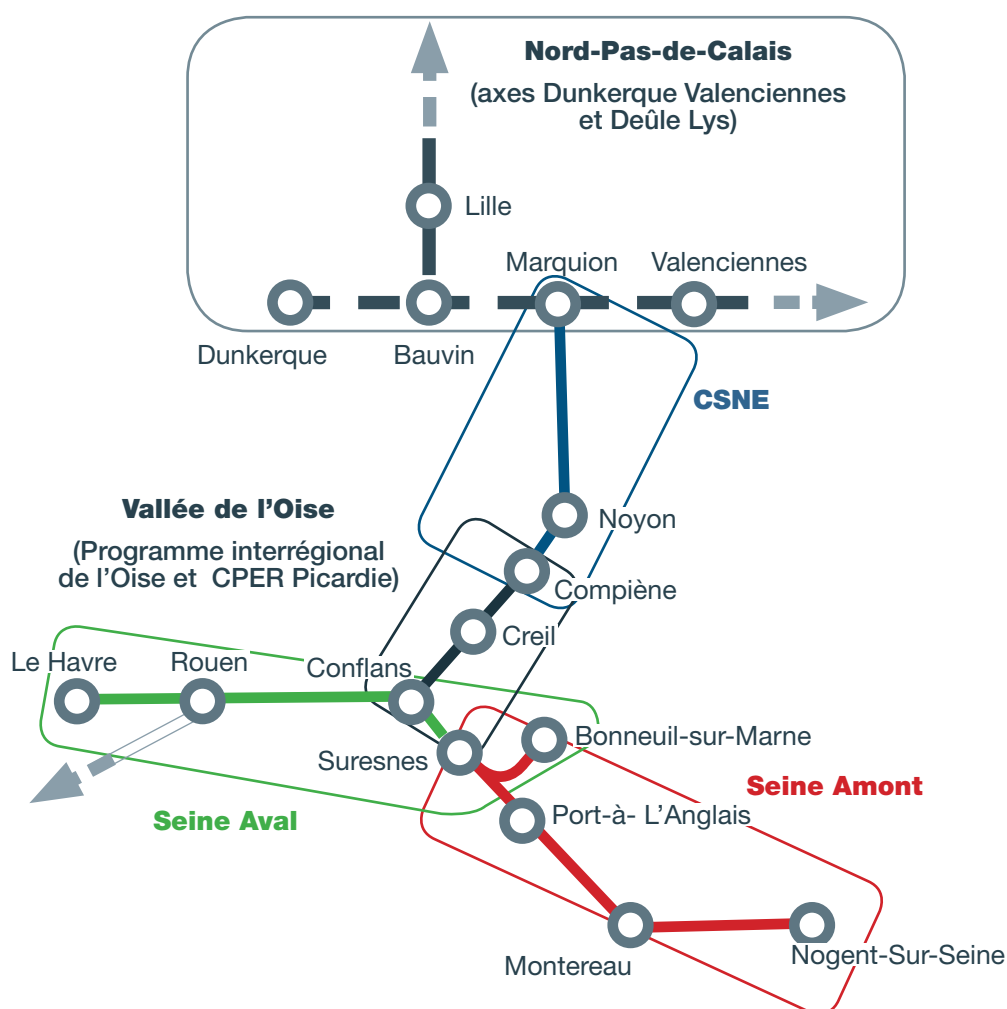 Nord-Pas-de-Calais
(axes Dunkerque Valenciennes
et Deûle Lys)
Lille
Marquion
Valenciennes
Dunkerque
Bauvin
CSNE
Vallée de l'Oise
(Programme interrégional
de l'Oise et CPER Picardie)
Noyon
Compiène
Creil
Le Havre
Rouen
Conflans
Suresnes
Bonneuil-sur-Marne
Seine Amont
Seine Aval
Port-à- L'Anglais
Montereau
Nogent-Sur-Seine